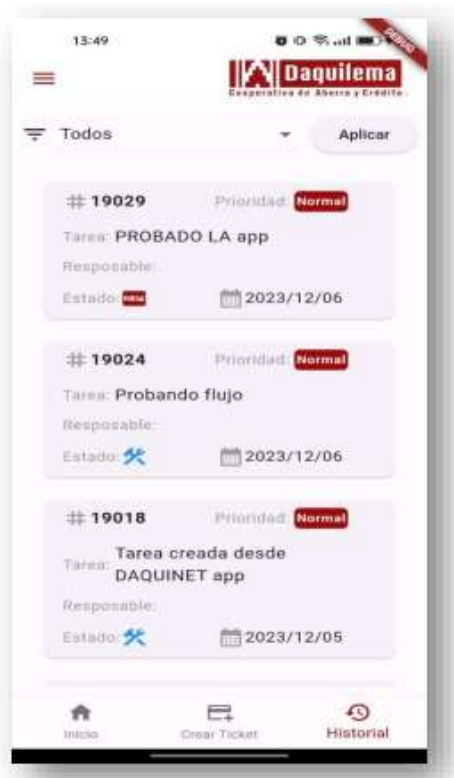 13:49
DEBUG
Daquilema
Cooperativa de Ahorro y Crédito
Todos
Aplicar
# 19029 Prioridad: Normal
Tarea: PROBADO LA app
Resposable:
Estado: 2023/12/06
# 19024 Prioridad: Normal
Tarea: Probando flujo
Resposable:
Estado: 2023/12/06
# 19018 Prioridad: Normal
Tarea: Tarea creada desde
DAQUINET app
Resposable:
Estado: 2023/12/05
Inicio Crear Ticket Historial